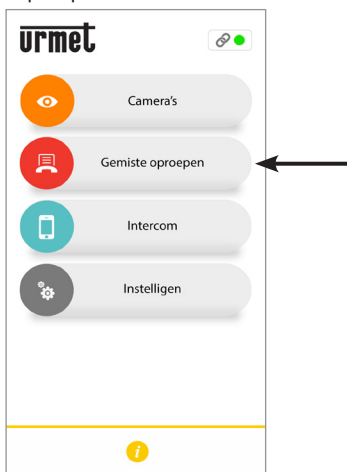 urmet
Camera's
Gemiste oproepen
Intercom
Instelligen
i